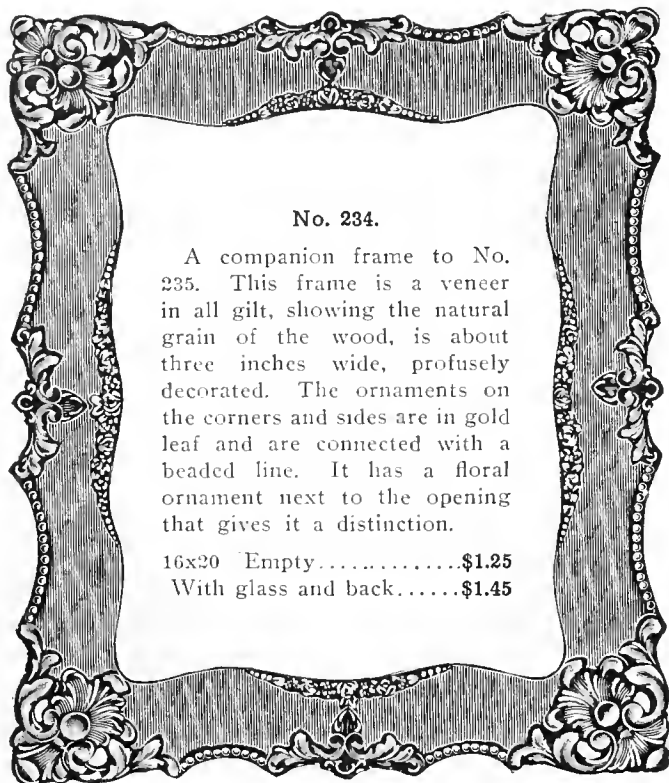 No. 234.
A companion frame to No.
235. This frame is a veneer
in all gilt, showing the natural
grain of the wood, is about
three inches wide, profusely
decorated. The ornaments on
the corners and sides are in gold
leaf and are connected with a
beaded line. It has a floral
ornament next to the opening
that gives it a distinction.
16x20 Empty..............$1.25
With glass and back......$1.45